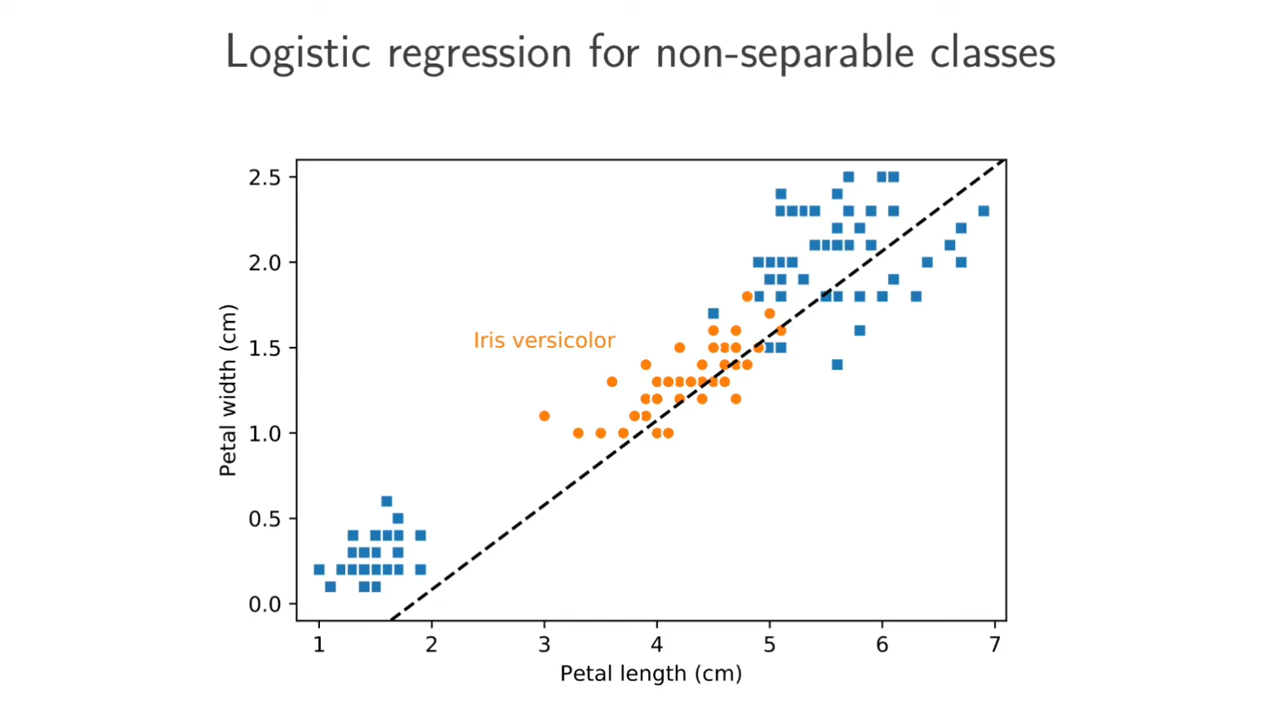 Logistic regression for non-separable classes
2.5
2.0
1.5
1.0
0.5
0.0
Petal width (cm)
Iris versicolor
1 2 3 4 5 6 7
Petal length (cm)